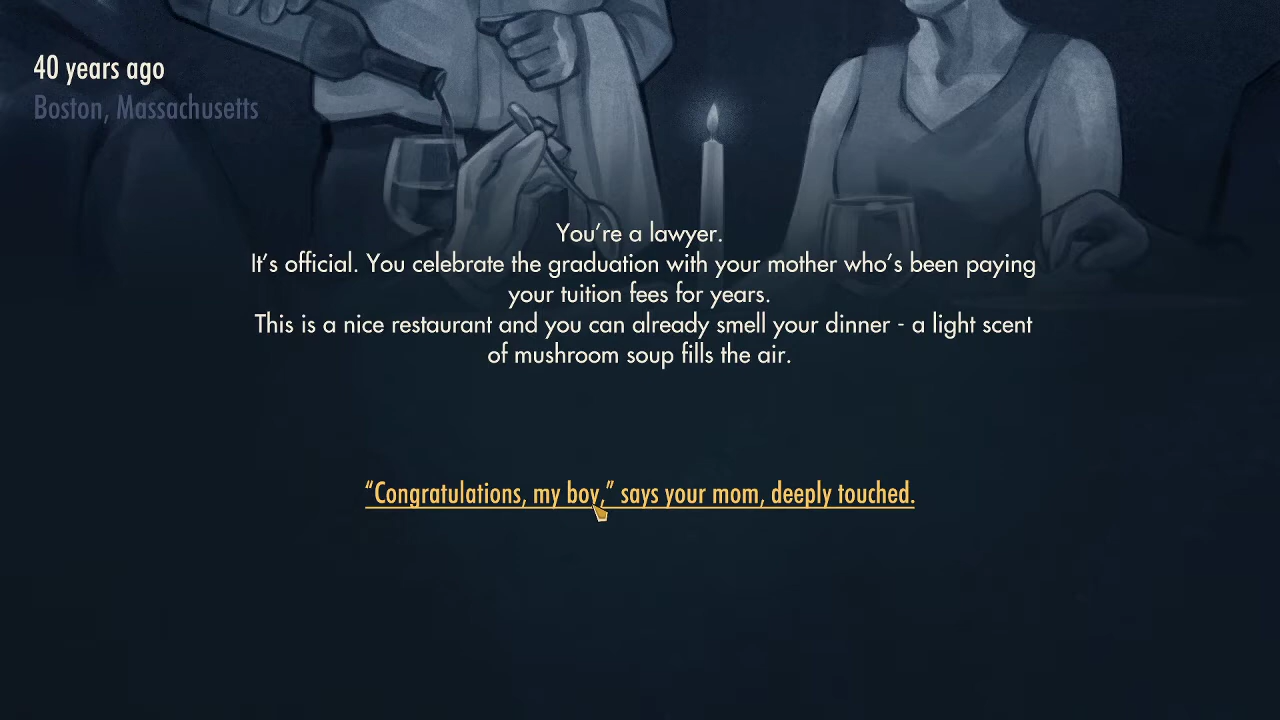 40 years ago
Boston, Massachusetts
You’re a lawyer.
It’s official. You celebrate the graduation with your mother who’s been paying
your tuition fees for years.
This is a nice restaurant and you can already smell your dinner - a light scent
of mushroom soup fills the air.
“Congratulations, my boy,” says your mom, deeply touched.